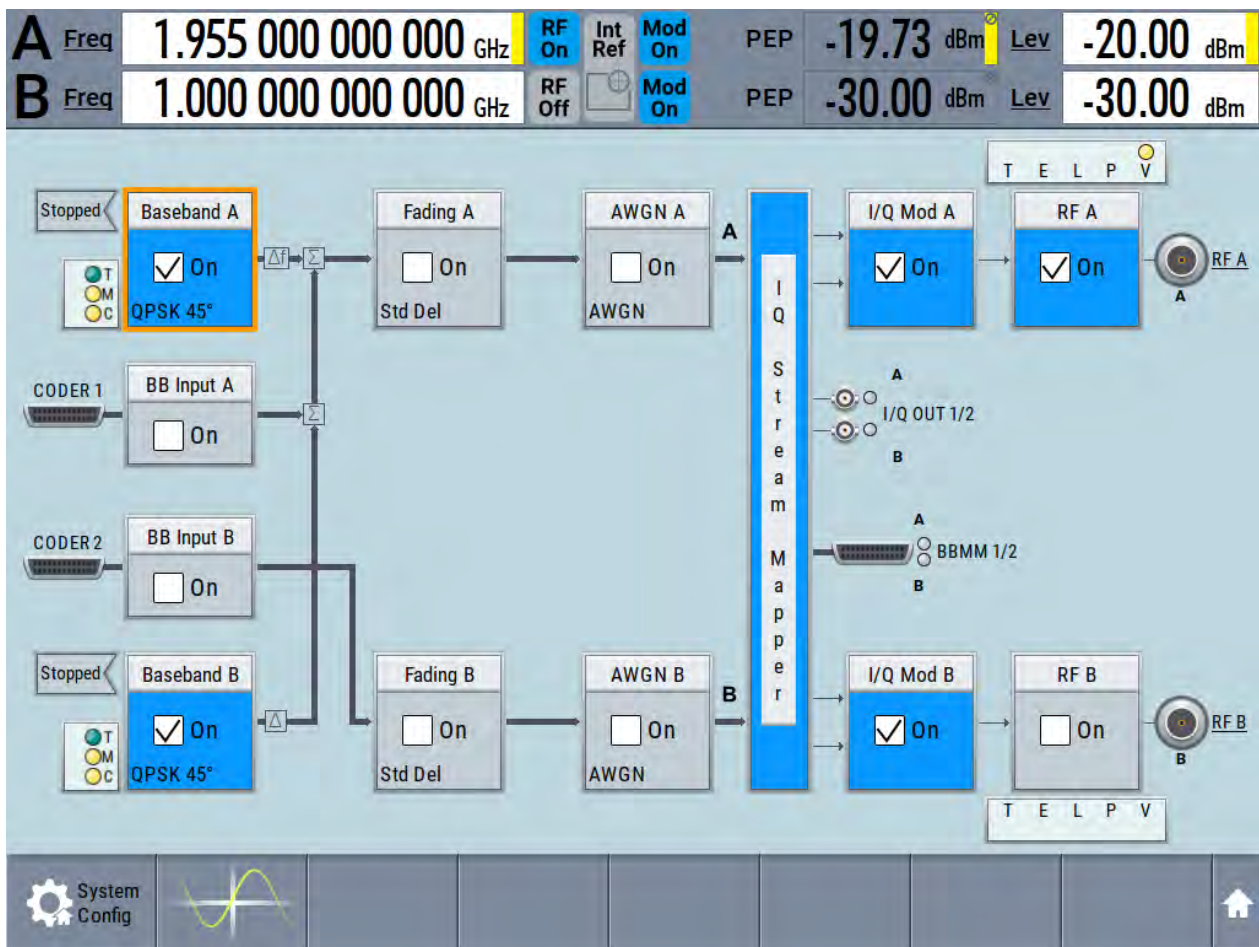 A Freq 1.955 000 000 000 GHz RF On Int Ref Mod On PEP -19.73 dBm Lev -20.00 dBm
B Freq 1.000 000 000 000 GHz RF Off Mod On PEP -30.00 dBm Lev -30.00 dBm
T E L P V
Stopped Baseband A Fading A AWGN A A I/Q Mod A RF A
On Δf Σ On On On On RF A
T
M
C
QPSK 45° Std Del AWGN A
IQ Stream Mapper
CODER 1 BB Input A
On Σ
A
I/Q OUT 1/2
B
CODER 2 BB Input B
On
A
BBMM 1/2
B
Stopped Baseband B Fading B AWGN B B I/Q Mod B RF B
On Δ On On On On RF B
T
M
C
QPSK 45° Std Del AWGN B
T E L P V
System
Config